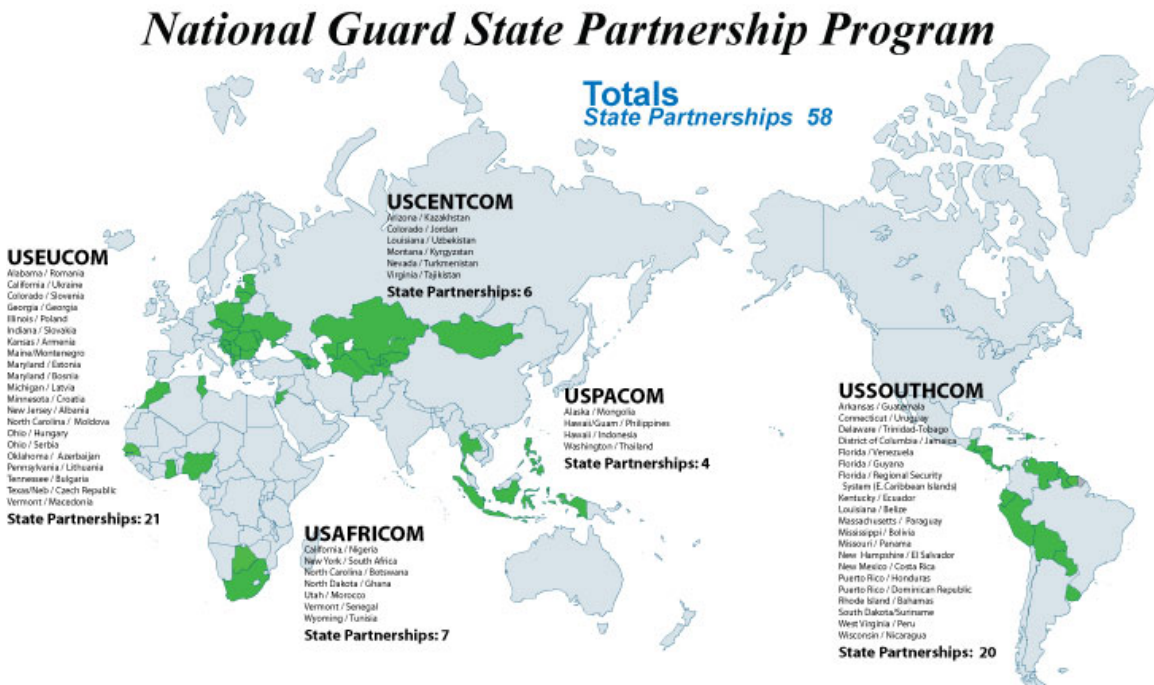 National Guard State Partnership Program
Totals
State Partnerships 58
USCENTCOM
Arizona / Kazakhstan
Colorado / Jordan
Louisiana / Uzbekistan
Montana / Kyrgyzstan
Nevada / Turkmenistan
Virginia / Tajikistan
State Partnerships: 6
USEUCOM
Alabama / Romania
California / Ukraine
Colorado / Slovenia
Georgia / Georgia
Illinois / Poland
Indiana / Slovakia
Kansas / Armenia
Maine/Montenegro
Maryland / Estonia
Maryland / Bosnia
Michigan / Latvia
Minnesota / Croatia
New Jersey / Albania
North Carolina / Moldova
Ohio / Hungary
Ohio / Serbia
Oklahoma / Azerbaijan
Pennsylvania / Lithuania
Tennessee / Bulgaria
Texas/Neb / Czech Republic
Vermont / Macedonia
State Partnerships: 21
USPACOM
Alaska / Mongolia
Hawaii/Guam / Philippines
Hawaii / Indonesia
Washington / Thailand
State Partnerships: 4
USAFRICOM
California / Nigeria
New York / South Africa
North Carolina / Botswana
North Dakota / Ghana
Utah / Morocco
Vermont / Senegal
Wyoming / Tunisia
State Partnerships: 7
USSOUTHCOM
Arkansas / Guatemala
Connecticut / Uruguay
Delaware / Trinidad-Tobago
District of Columbia / Jamaica
Florida / Venezuela
Florida / Guyana
Florida / Regional Security
System (E. Caribbean Islands)
Kentucky / Ecuador
Louisiana / Belize
Massachusetts / Paraguay
Mississippi / Bolivia
Missouri / Panama
New Hampshire / El Salvador
New Mexico / Costa Rica
Puerto Rico / Honduras
Puerto Rico / Dominican Republic
Rhode Island / Bahamas
South Dakota/Suriname
West Virginia / Peru
Wisconsin / Nicaragua
State Partnerships: 20